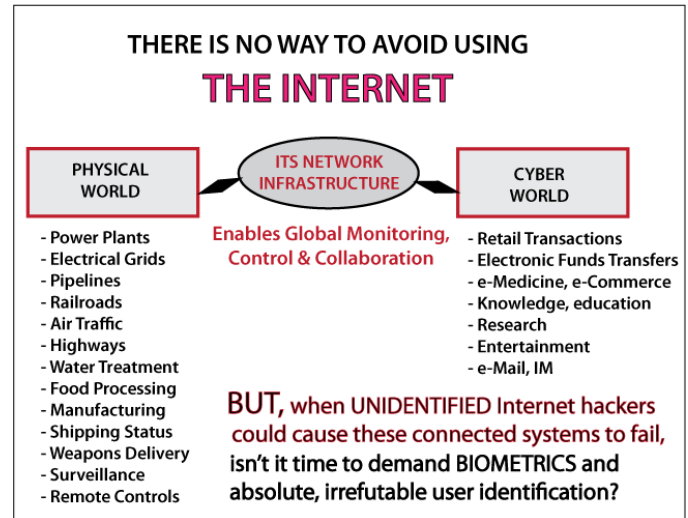 THERE IS NO WAY TO AVOID USING
THE INTERNET
PHYSICAL
WORLD
ITS NETWORK
INFRASTRUCTURE
CYBER
WORLD
Enables Global Monitoring,
Control & Collaboration
- Power Plants
- Electrical Grids
- Pipelines
- Railroads
- Air Traffic
- Highways
- Water Treatment
- Food Processing
- Manufacturing
- Shipping Status
- Weapons Delivery
- Surveillance
- Remote Controls
- Retail Transactions
- Electronic Funds Transfers
- e-Medicine, e-Commerce
- Knowledge, education
- Research
- Entertainment
- e-Mail, IM
BUT, when UNIDENTIFIED Internet hackers
could cause these connected systems to fail,
isn't it time to demand BIOMETRICS and
absolute, irrefutable user identification?